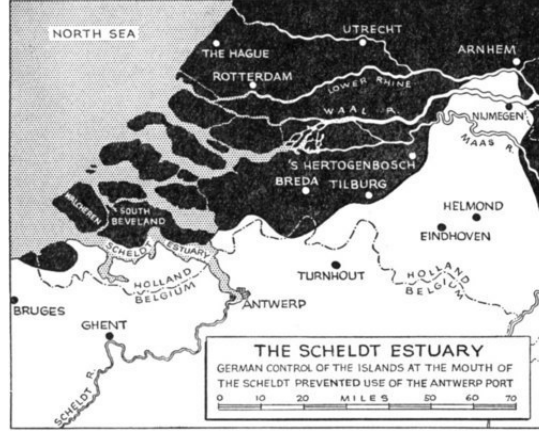 NORTH SEA
UTRECHT
THE HAGUE
ARNHEM
ROTTERDAM
LOWER RHINE
WAAL R.
NIJMEGEN
MAAS R.
'S HERTOGENBOSCH
BREDA
TILBURG
WALCHEREN
SOUTH
BEVELAND
HELMOND
SCHELDT ESTUARY
EINDHOVEN
HOLLAND
BELGIUM
TURNHOUT
HOLLAND
BELGIUM
BRUGES
ANTWERP
GHENT
SCHELDT R.
THE SCHELDT ESTUARY
GERMAN CONTROL OF THE ISLANDS AT THE MOUTH OF
THE SCHELDT PREVENTED USE OF THE ANTWERP PORT
0 10 20 30 40 50 60 70
MILES